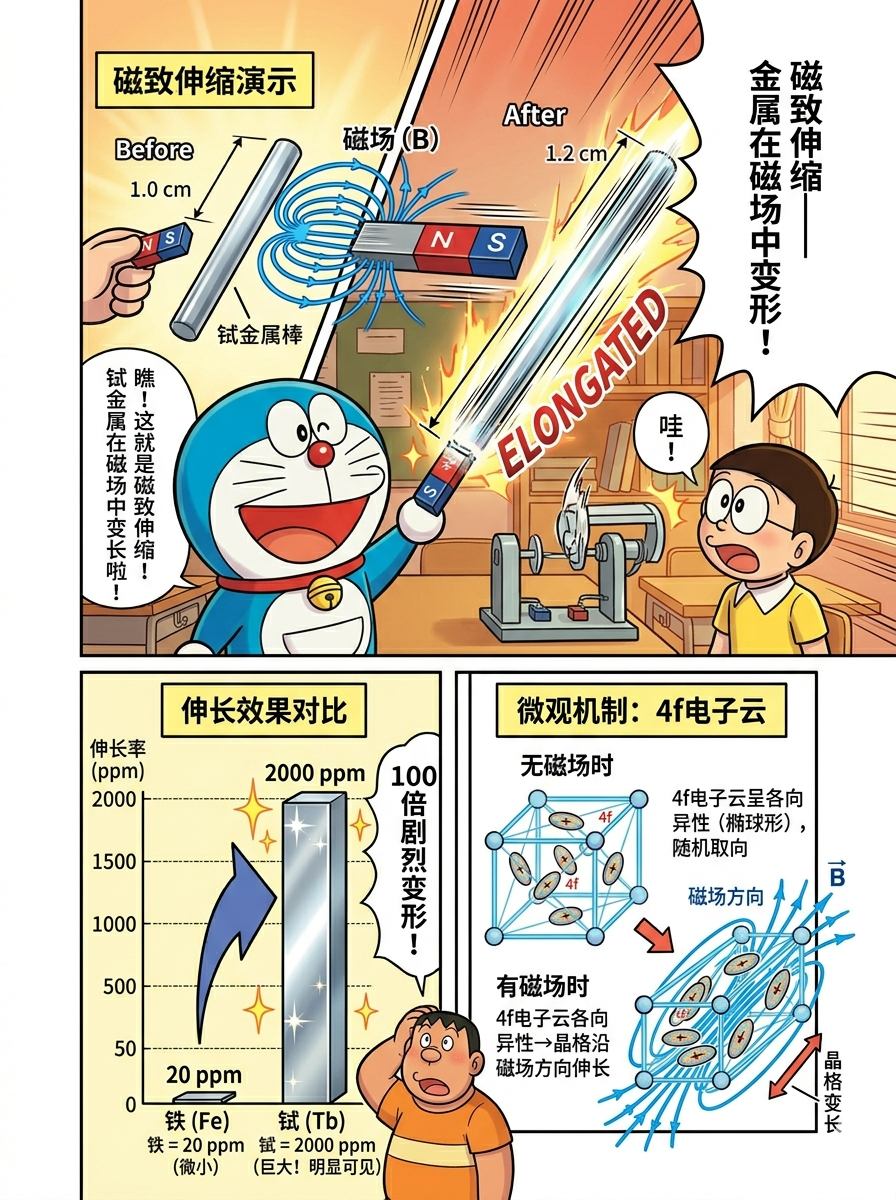 磁致伸缩演示
Before
1.0 cm
N S
铽金属棒
磁场 (B)
N S
After
1.2 cm
ELONGATED
S
磁致伸缩——
金属在磁场中变形！
瞧！这就是磁致伸缩！
铽金属在磁场中变长啦！
哇！
伸长效果对比
伸长率
(ppm)
2000
1500
1000
500
50
0
20 ppm
2000 ppm
铁 (Fe)
铁 = 20 ppm
(微小)
铽 (Tb)
铽 = 2000 ppm
(巨大！明显可见)
100
倍剧烈变形！
微观机制：4f电子云
无磁场时
4f
4f
4f电子云呈各向
异性（椭球形），
随机取向
磁场方向
B
有磁场时
4f电子云各向
异性→晶格沿
磁场方向伸长
晶格变长